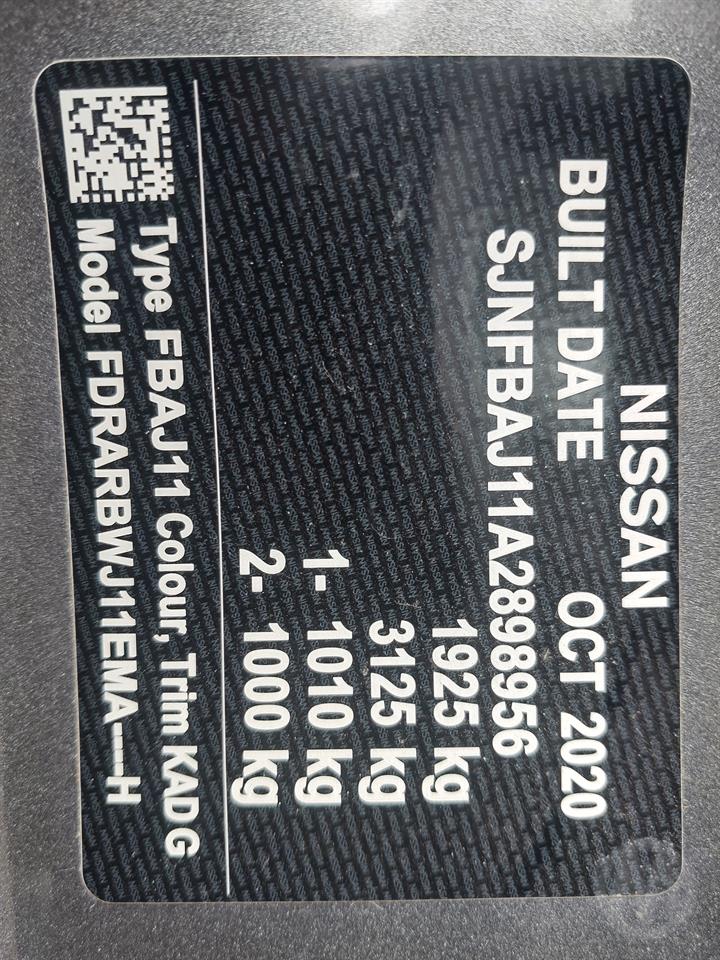 NISSAN
BUILT DATE OCT 2020
SJNFBAJ11A2898956
1925 kg
3125 kg
1- 1010 kg
2- 1000 kg
Type FBAJ11 Colour, Trim KADG
Model FDRARBWJ11EMA----H